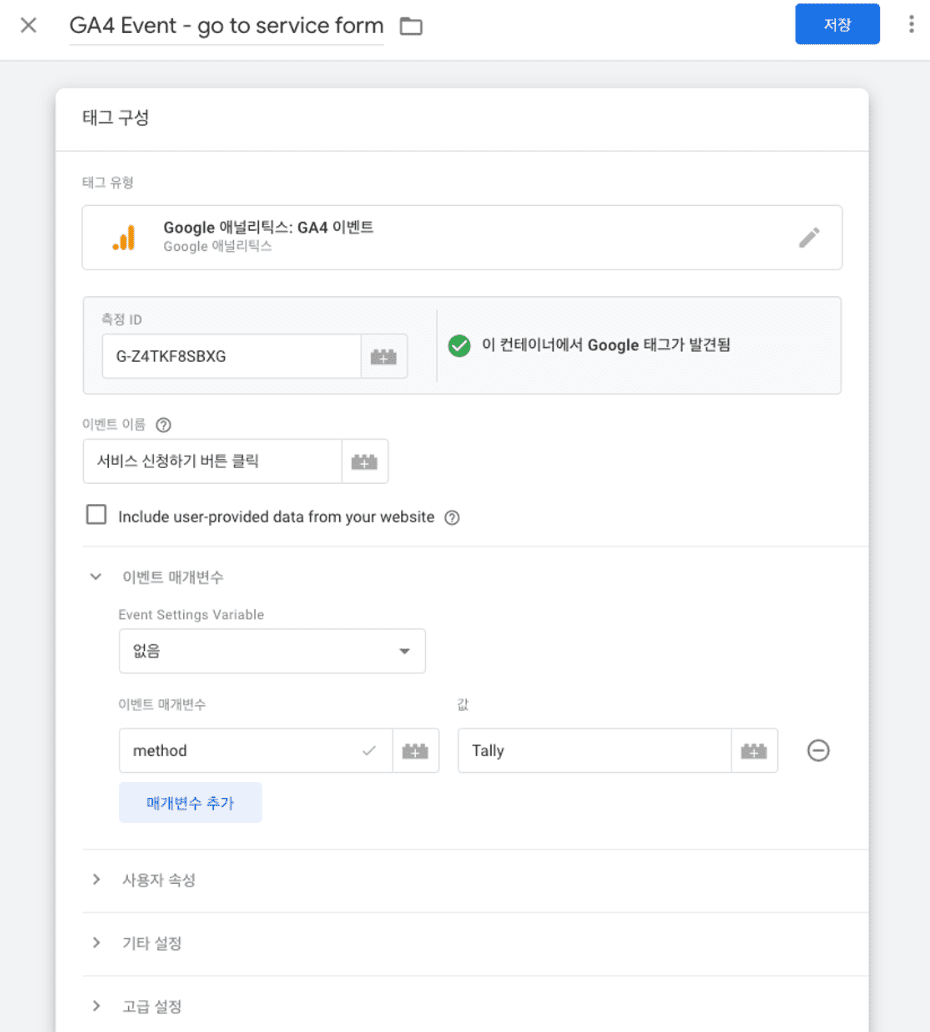 GA4 Event - go to service form
저장
태그 구성
태그 유형
Google 애널리틱스: GA4 이벤트
Google 애널리틱스
측정 ID
G-Z4TKF8SBXG
이 컨테이너에서 Google 태그가 발견됨
이벤트 이름
서비스 신청하기 버튼 클릭
Include user-provided data from your website
이벤트 매개변수
Event Settings Variable
없음
이벤트 매개변수 값
method Tally
매개변수 추가
사용자 속성
기타 설정
고급 설정